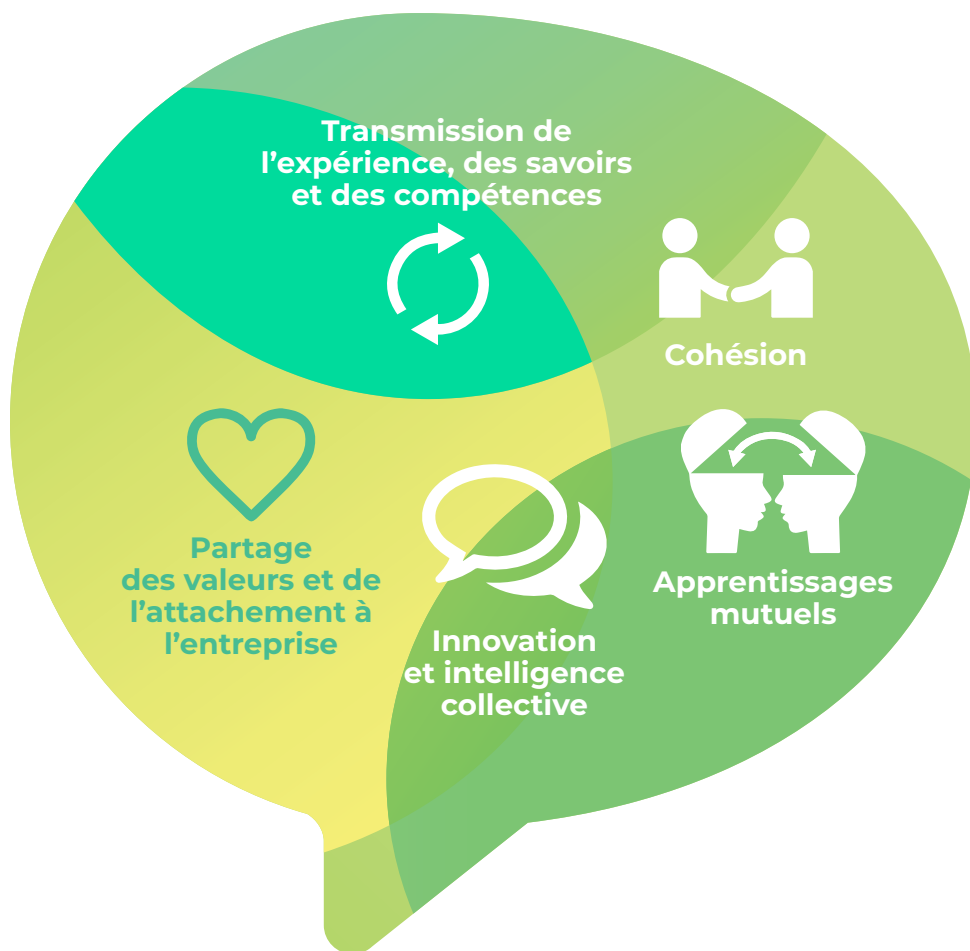 Transmission de
l’expérience, des savoirs
et des compétences
Cohésion
Partage
des valeurs et de
l’attachement à
l’entreprise
Apprentissages
mutuels
Innovation
et intelligence
collective